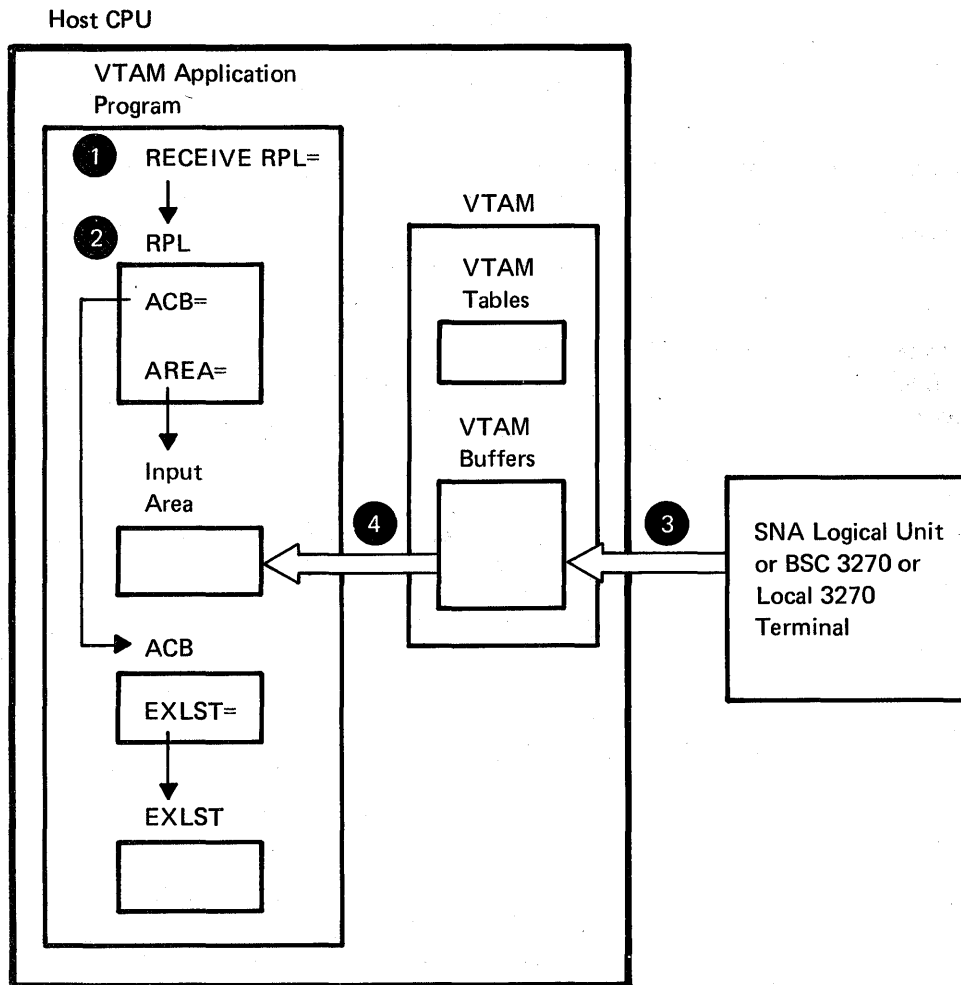 Host CPU
VTAM Application
Program
1 RECEIVE RPL=
2 RPL
ACB=
AREA=
Input
Area
ACB
EXLST=
EXLST
VTAM
VTAM
Tables
VTAM
Buffers
4
3
SNA Logical Unit
or BSC 3270 or
Local 3270
Terminal